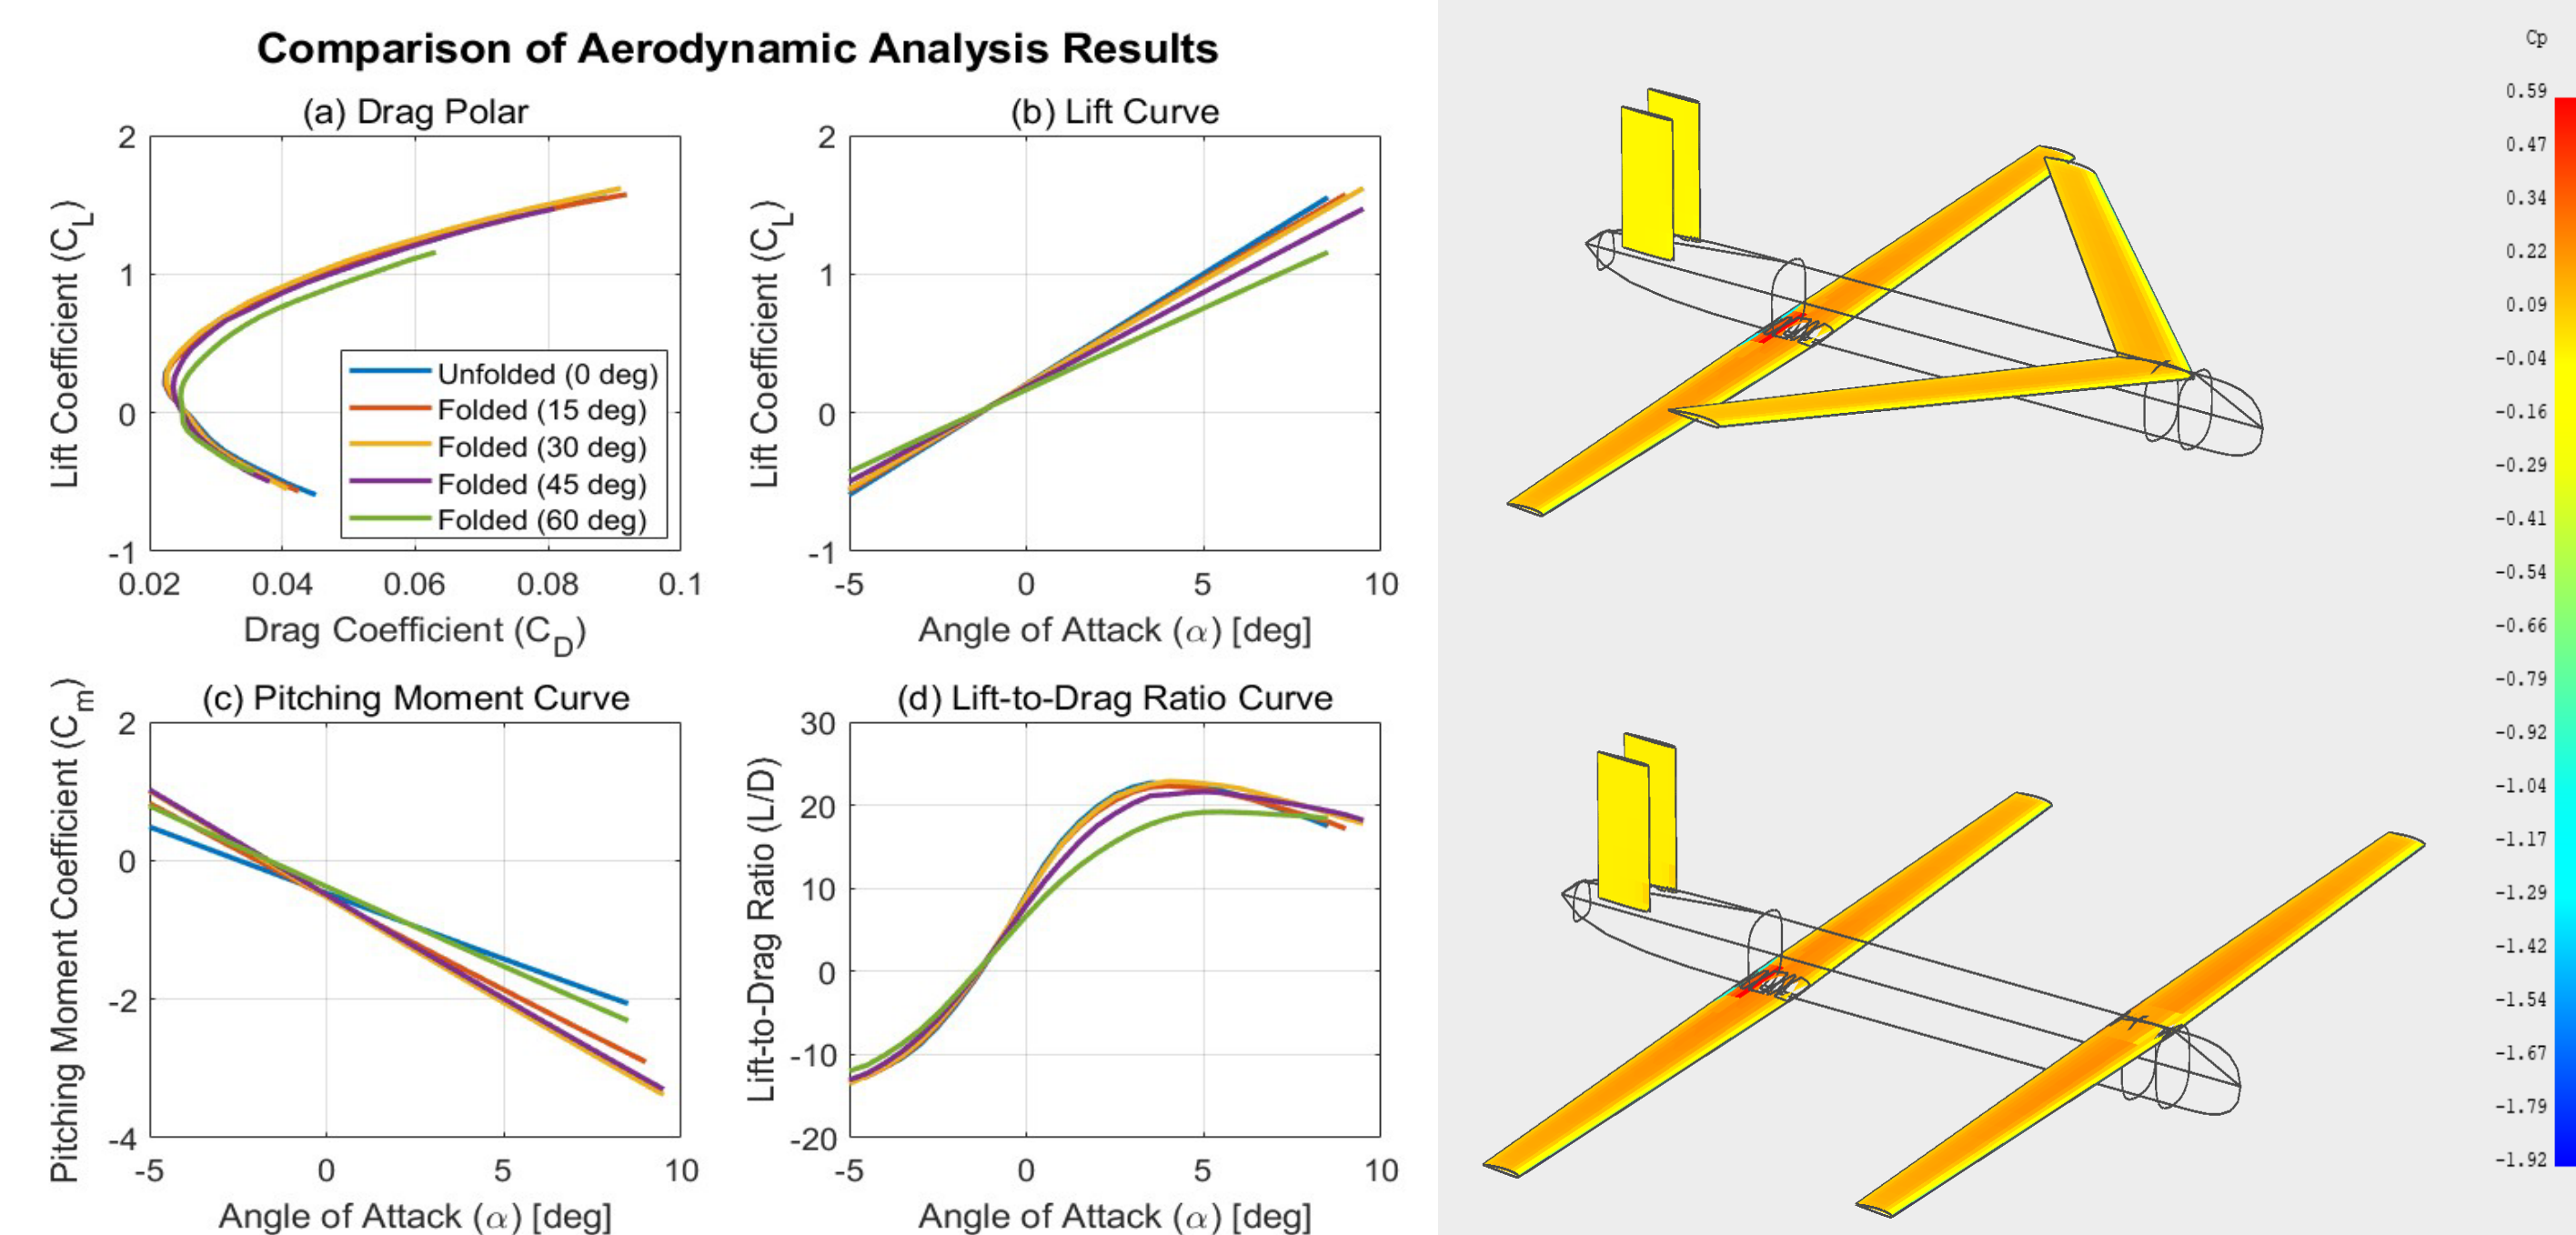 Comparison of Aerodynamic Analysis Results
(a) Drag Polar
2
1
0
-1
0.02 0.04 0.06 0.08 0.1
Lift Coefficient (C_L)
Drag Coefficient (C_D)
Unfolded (0 deg)
Folded (15 deg)
Folded (30 deg)
Folded (45 deg)
Folded (60 deg)
(b) Lift Curve
2
1
0
-1
-5 0 5 10
Lift Coefficient (C_L)
Angle of Attack (α) [deg]
(c) Pitching Moment Curve
2
0
-2
-4
-5 0 5 10
Pitching Moment Coefficient (C_m)
Angle of Attack (α) [deg]
(d) Lift-to-Drag Ratio Curve
30
20
10
0
-10
-20
-5 0 5 10
Lift-to-Drag Ratio (L/D)
Angle of Attack (α) [deg]
Cp
0.59
0.47
0.34
0.22
0.09
-0.04
-0.16
-0.29
-0.41
-0.54
-0.66
-0.79
-0.92
-1.04
-1.17
-1.29
-1.42
-1.54
-1.67
-1.79
-1.92